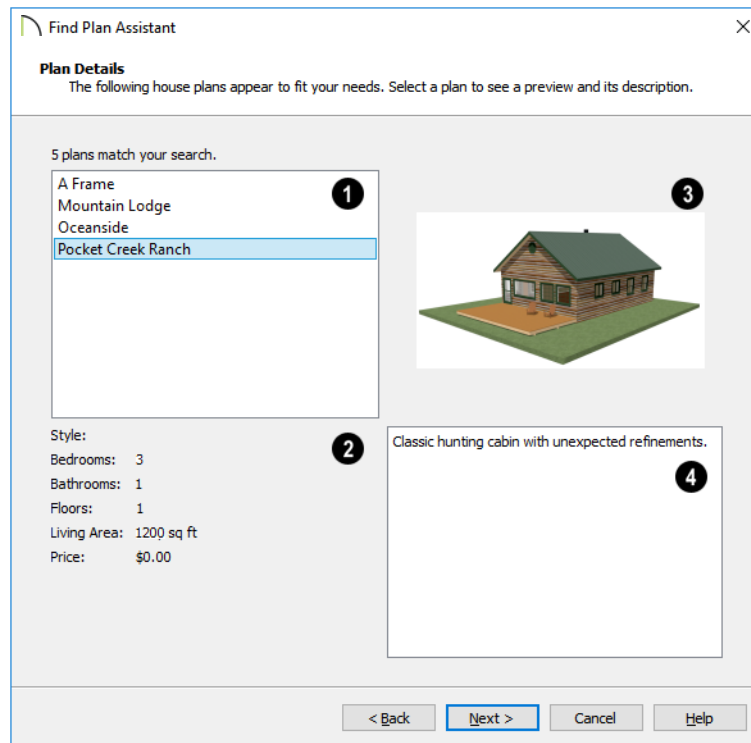 Find Plan Assistant
Plan Details
The following house plans appear to fit your needs. Select a plan to see a preview and its description.
5 plans match your search.
A Frame
Mountain Lodge
Oceanside
Pocket Creek Ranch
1
3
Style:
Bedrooms: 3
Bathrooms: 1
Floors: 1
Living Area: 1200 sq ft
Price: $0.00
2
Classic hunting cabin with unexpected refinements.
4
< Back
Next >
Cancel
Help